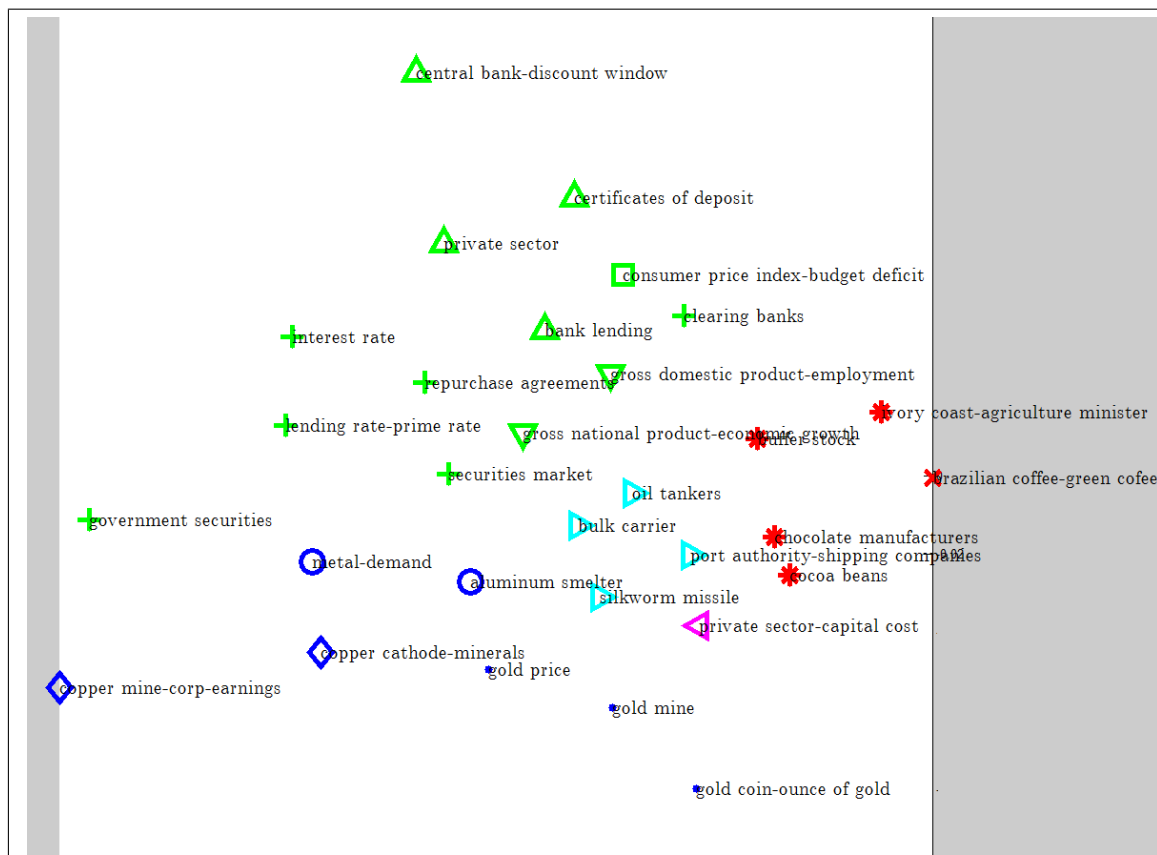 central bank-discount window
certificates of deposit
private sector
consumer price index-budget deficit
clearing banks
bank lending
interest rate
gross domestic product-employment
repurchase agreements
ivory coast-agriculture minister
lending rate-prime rate
gross national product-economic growth
buffer stock
securities market
brazilian coffee-green cofee
oil tankers
government securities
bulk carrier
chocolate manufacturers
port authority-shipping companies
metal-demand
cocoa beans
aluminum smelter
silkworm missile
private sector-capital cost
copper cathode-minerals
gold price
copper mine-corp-earnings
gold mine
gold coin-ounce of gold